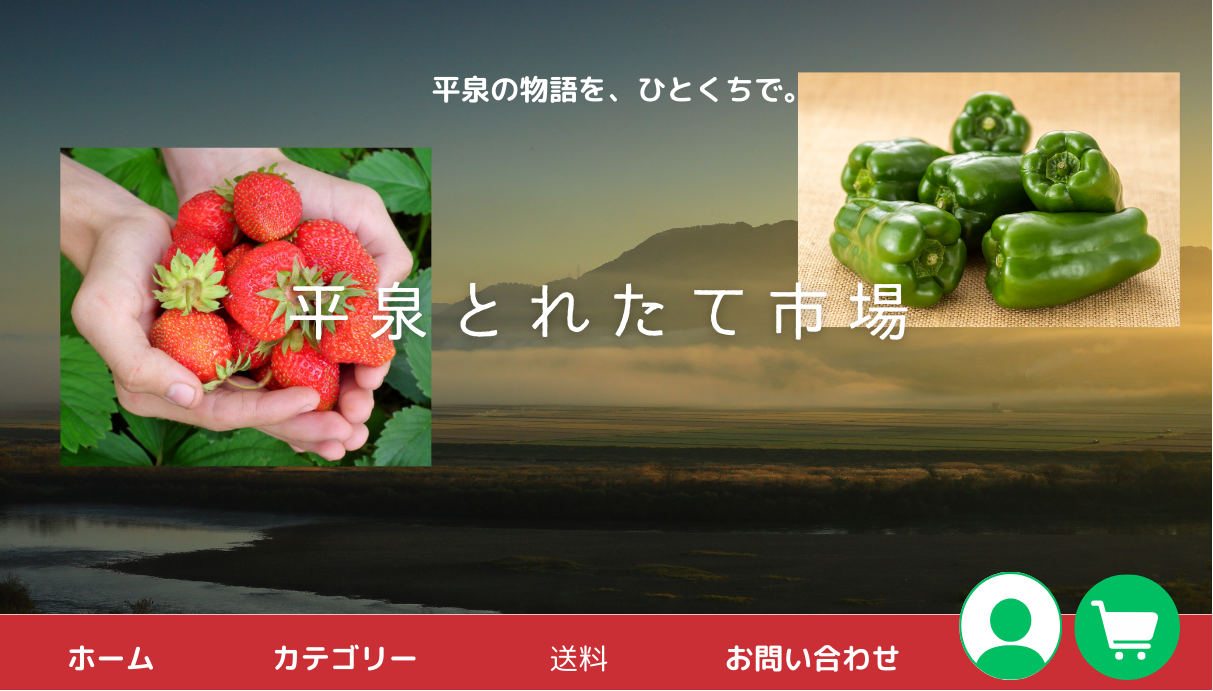 平泉の物語を、ひとくちで。
平泉とれたて市場
ホーム
カテゴリー
送料
お問い合わせ